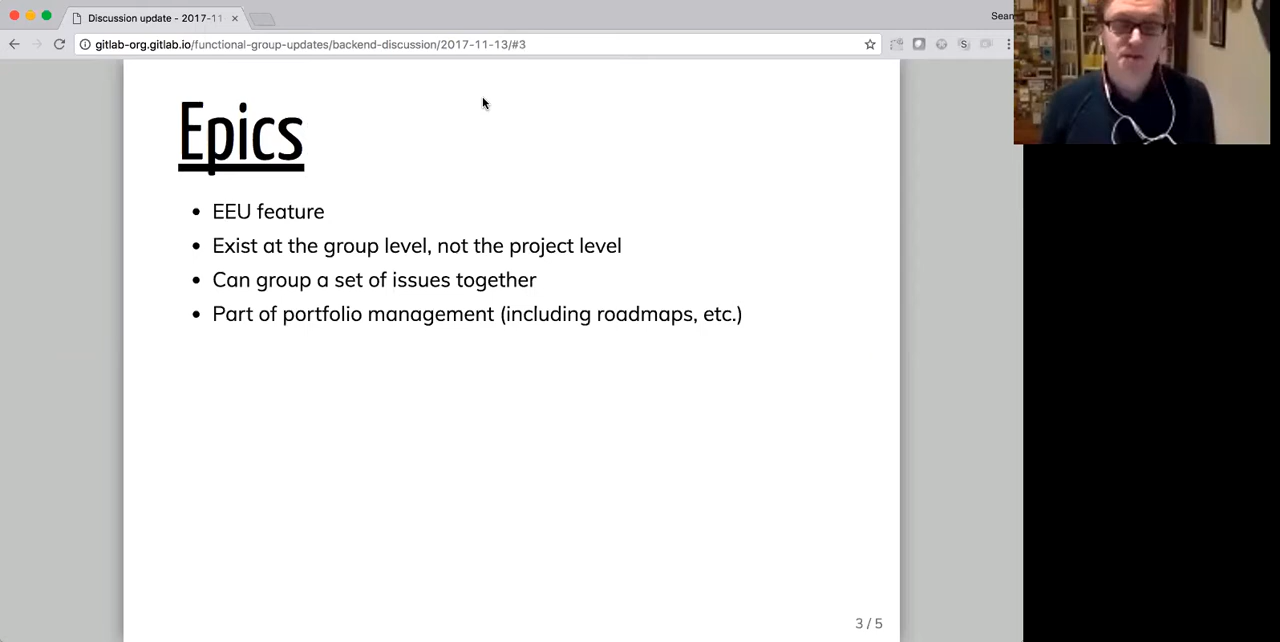 Discussion update - 2017-11
Sean
gitlab-org.gitlab.io/functional-group-updates/backend-discussion/2017-11-13/#3
Epics
EEU feature
Exist at the group level, not the project level
Can group a set of issues together
Part of portfolio management (including roadmaps, etc.)
3 / 5